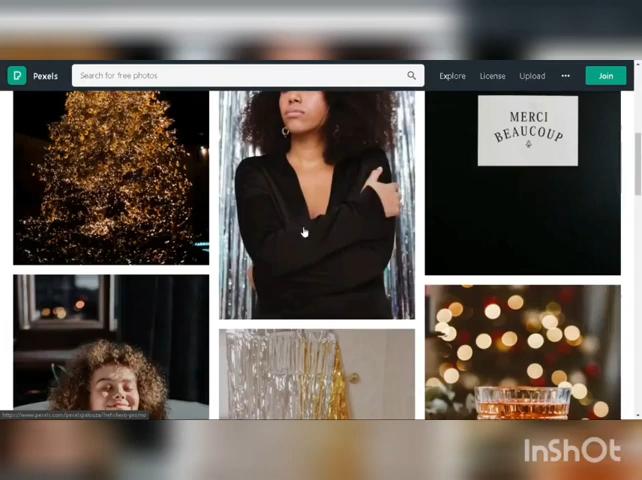 Pexels
Search for free photos
Explore
License
Upload
Join
MERCI
BEAUCOUP
InShOt